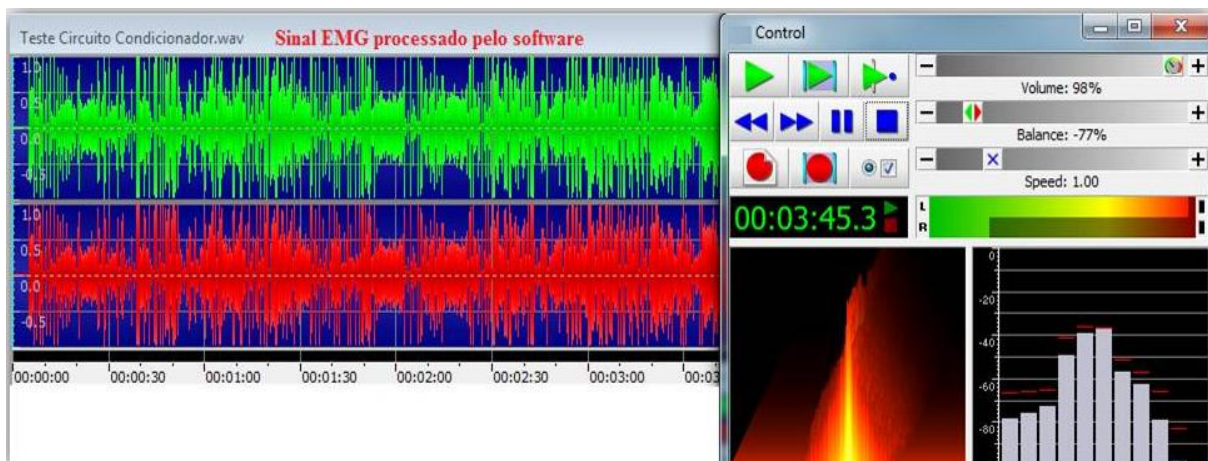 Teste Circuito Condicionador.wav
Sinal EMG processado pelo software
1.0
0.5
0.0
-0.5
1.0
0.5
0.0
-0.5
00:00:00 00:00:30 00:01:00 00:01:30 00:02:00 00:02:30 00:03:00 00:03
Control
Volume: 98%
Balance: -77%
Speed: 1.00
00:03:45.3
L
R
0
-20
-40
-60
-80